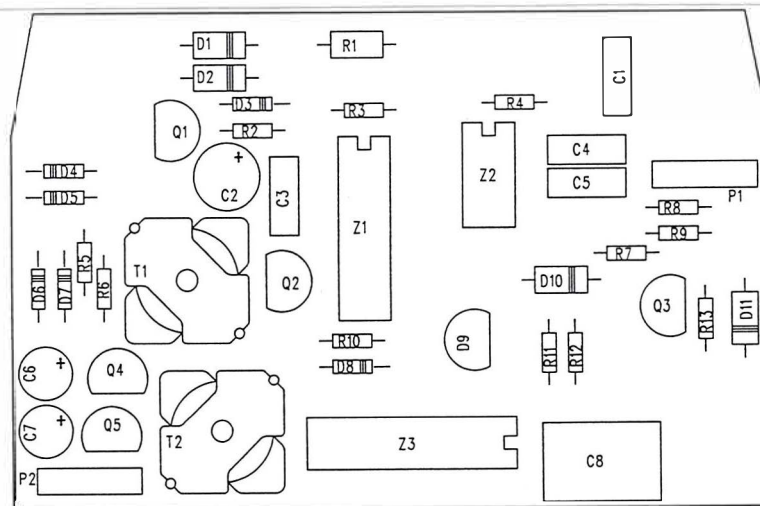 D1
R1
D2
D3
R3
R4
C1
Q1
R2
C4
D4
C2
+
C3
Z2
C5
D5
P1
Z1
R8
R9
T1
R5
R7
D6
D7
R6
Q2
D10
Q3
R13
D11
R10
D9
R11
R12
C6
+
Q4
D8
C7
+
Q5
T2
Z3
C8
P2